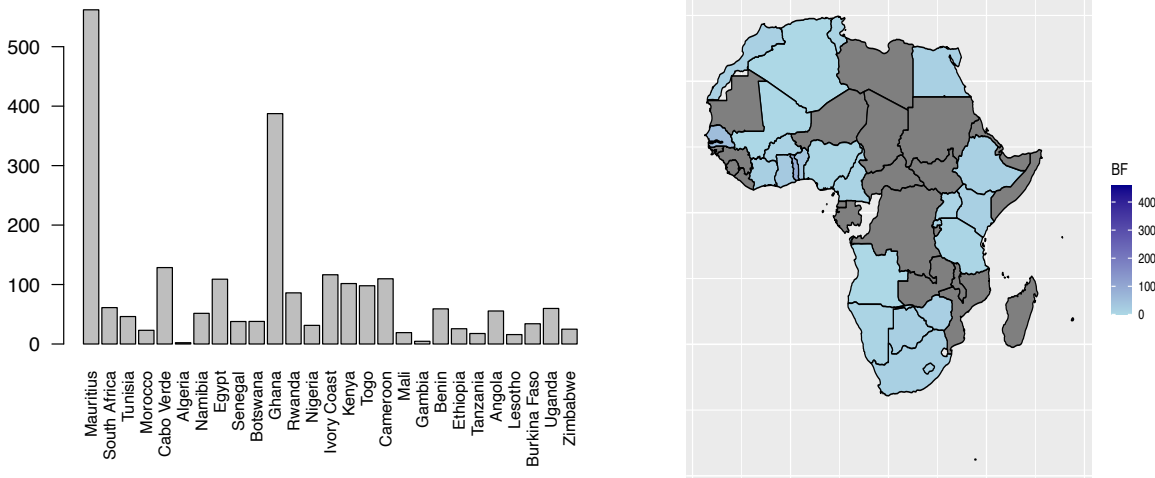 500
400
300
200
100
0
Mauritius
South Africa
Tunisia
Morocco
Cabo Verde
Algeria
Namibia
Egypt
Senegal
Botswana
Ghana
Rwanda
Nigeria
Ivory Coast
Kenya
Togo
Cameroon
Mali
Gambia
Benin
Ethiopia
Tanzania
Angola
Lesotho
Burkina Faso
Uganda
Zimbabwe
BF
400
300
200
100
0